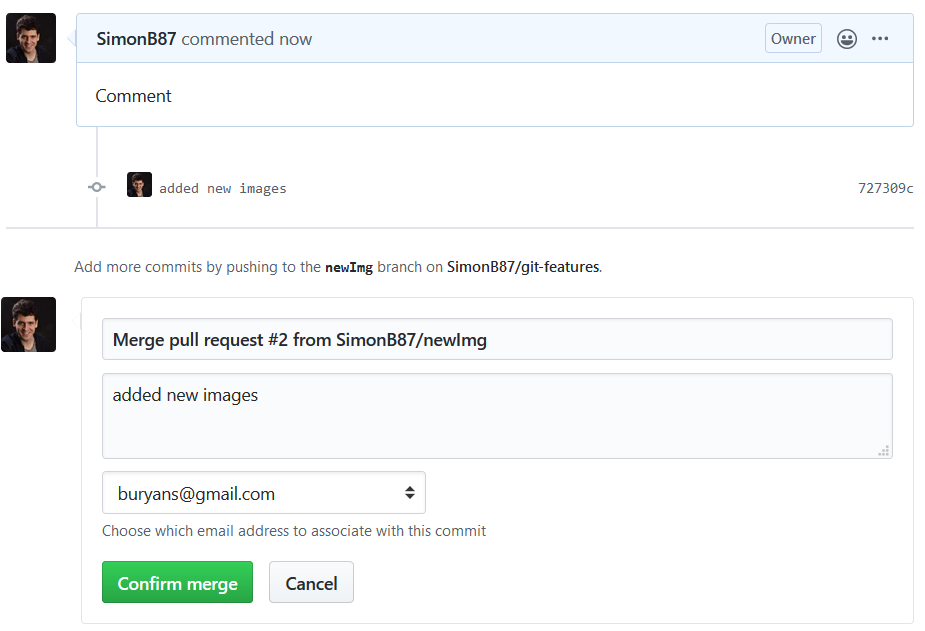 SimonB87 commented now Owner
Comment
added new images 727309c
Add more commits by pushing to the newImg branch on SimonB87/git-features.
Merge pull request #2 from SimonB87/newImg
added new images
buryans@gmail.com
Choose which email address to associate with this commit
Confirm merge Cancel